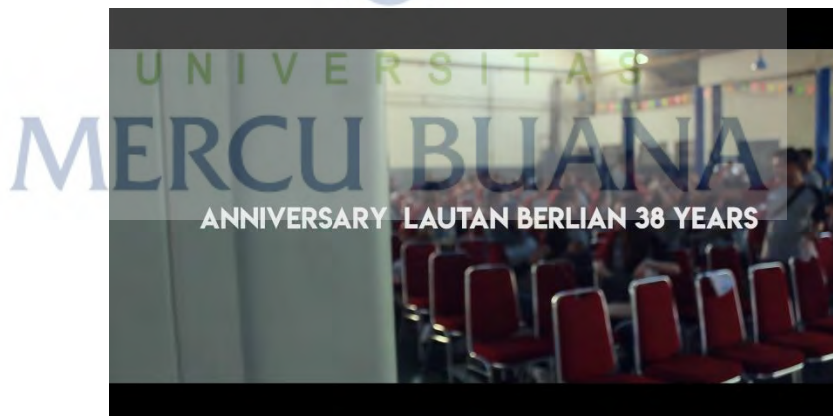 UNIVERSITAS
MERCU BUANA
ANNIVERSARY LAUTAN BERLIAN 38 YEARS